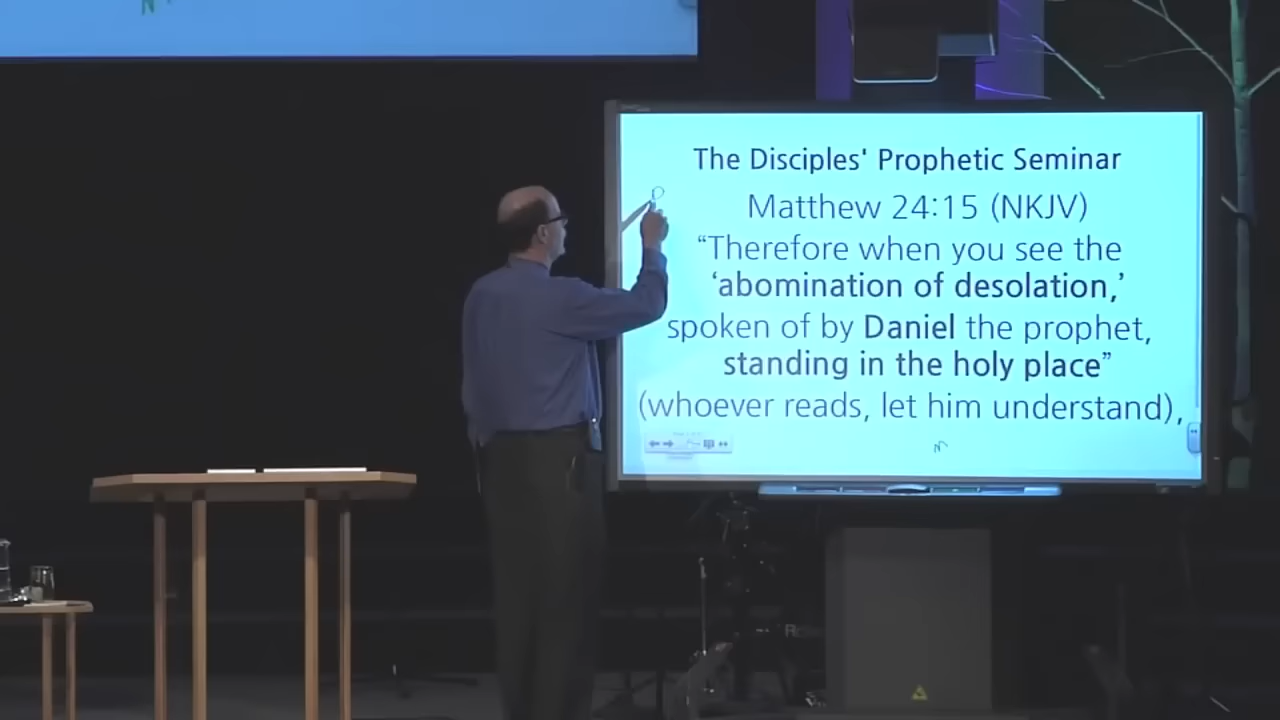 The Disciples' Prophetic Seminar
Matthew 24:15 (NKJV)
“Therefore when you see the
‘abomination of desolation,’
spoken of by Daniel the prophet,
standing in the holy place”
(whoever reads, let him understand),